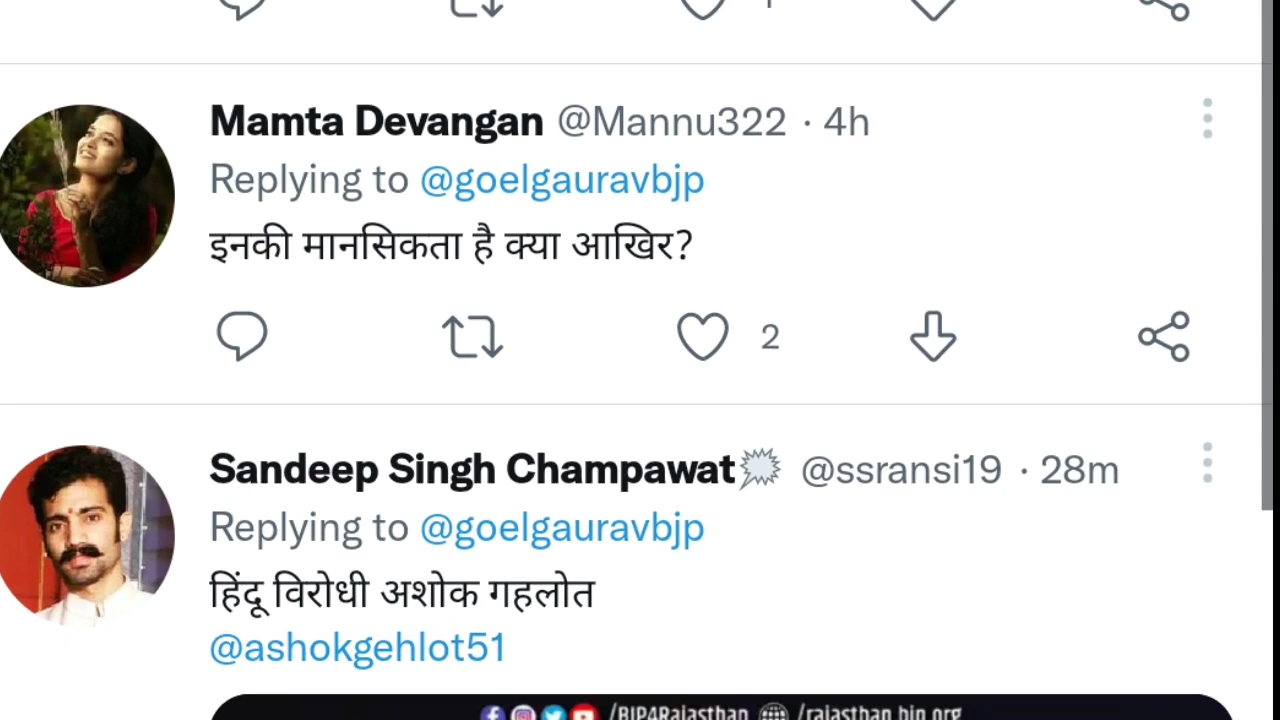 1
Mamta Devangan @Mannu322 · 4h
Replying to @goelgauravbjp
इनकी मानसिकता है क्या आखिर?
2
Sandeep Singh Champawat @ssransi19 · 28m
Replying to @goelgauravbjp
हिंदू विरोधी अशोक गहलोत
@ashokgehlot51
/BJP4Rajasthan /rajasthan.bjp.org